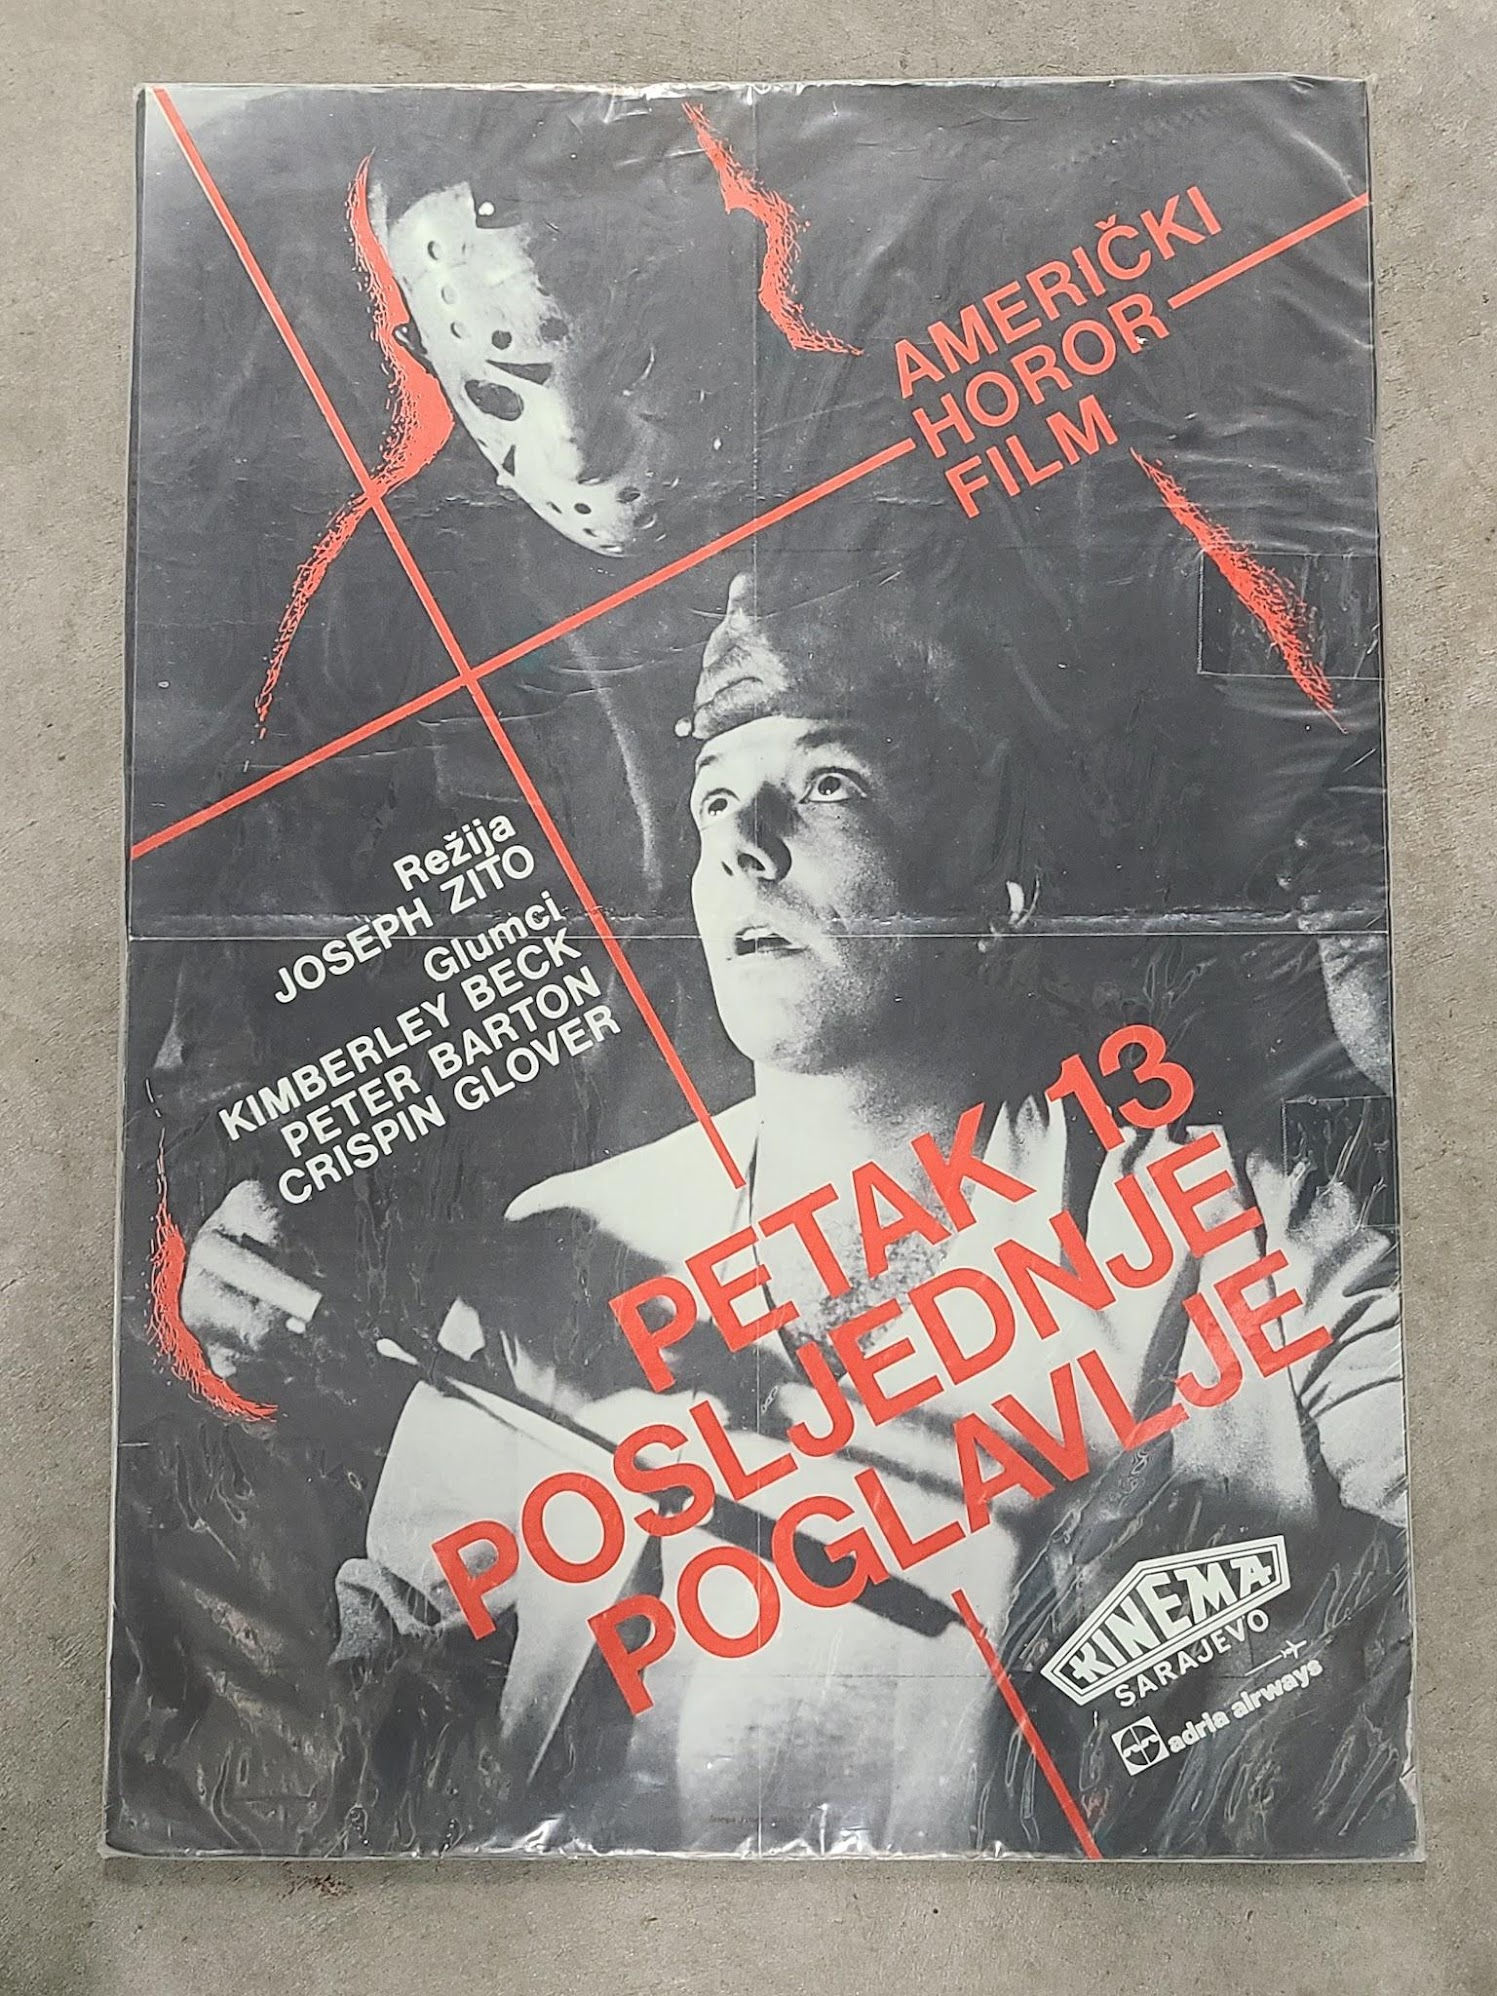 AMERIČKI
HOROR
FILM
Režija
JOSEPH ZITO
Glumci
KIMBERLEY BECK
PETER BARTON
CRISPIN GLOVER
PETAK 13
POSLJEDNJE
POGLAVLJE
KINEMA
SARAJEVO
adria airways